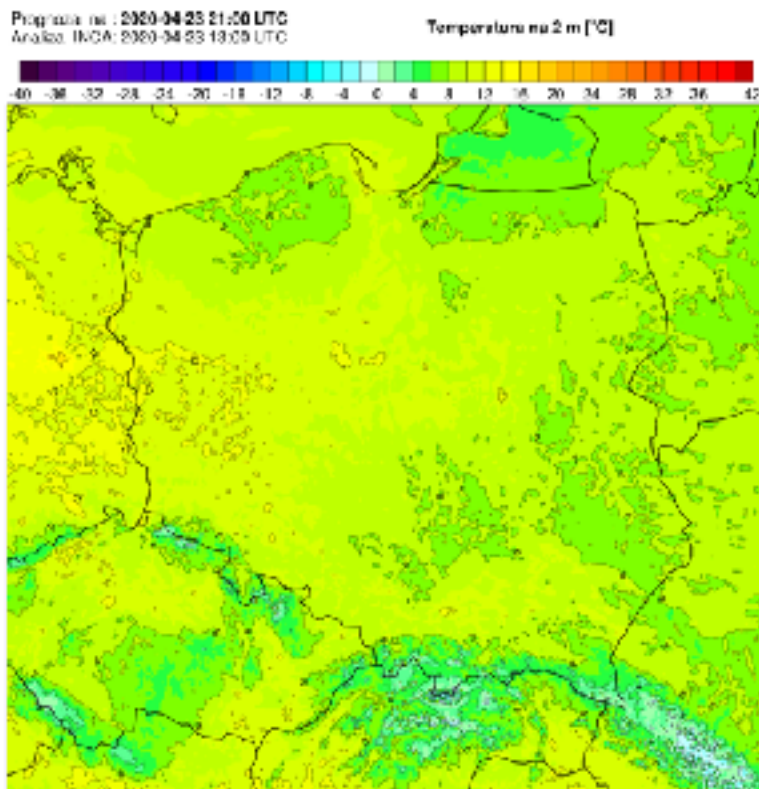 Prognoza na : 2020-04-23 21:00 UTC
Analiza INCA: 2020-04-23 13:00 UTC
Temperatura na 2 m [°C]
-40 -36 -32 -28 -24 -20 -16 -12 -8 -4 0 4 8 12 16 20 24 28 32 36 42